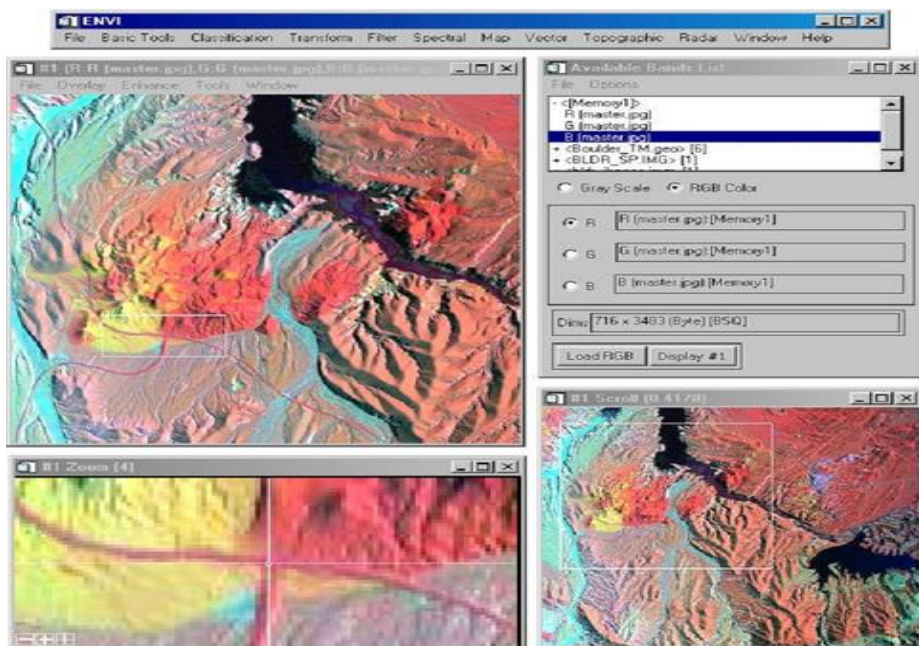 ENVI
File Basic Tools Classification Transform Filter Spectral Map Vector Topographic Radar Window Help
#1 (R:R (master.jpg),G:G (master.jpg),B:B (master
File Overlay Enhance Tools Window
Available Bands List
File Options
- <[Memory1]>
R (master.jpg)
G (master.jpg)
B (master.jpg)
+ <Boulder_TM.geo> [6]
+ <BLDR_SP.IMG> [1]
Gray Scale RGB Color
R R (master.jpg):[Memory1]
G G (master.jpg):[Memory1]
B B (master.jpg):[Memory1]
Dims 716 x 3483 (Byte) [BSQ]
Load RGB Display #1
#1 Scroll (0.4178)
#1 Zoom [4]